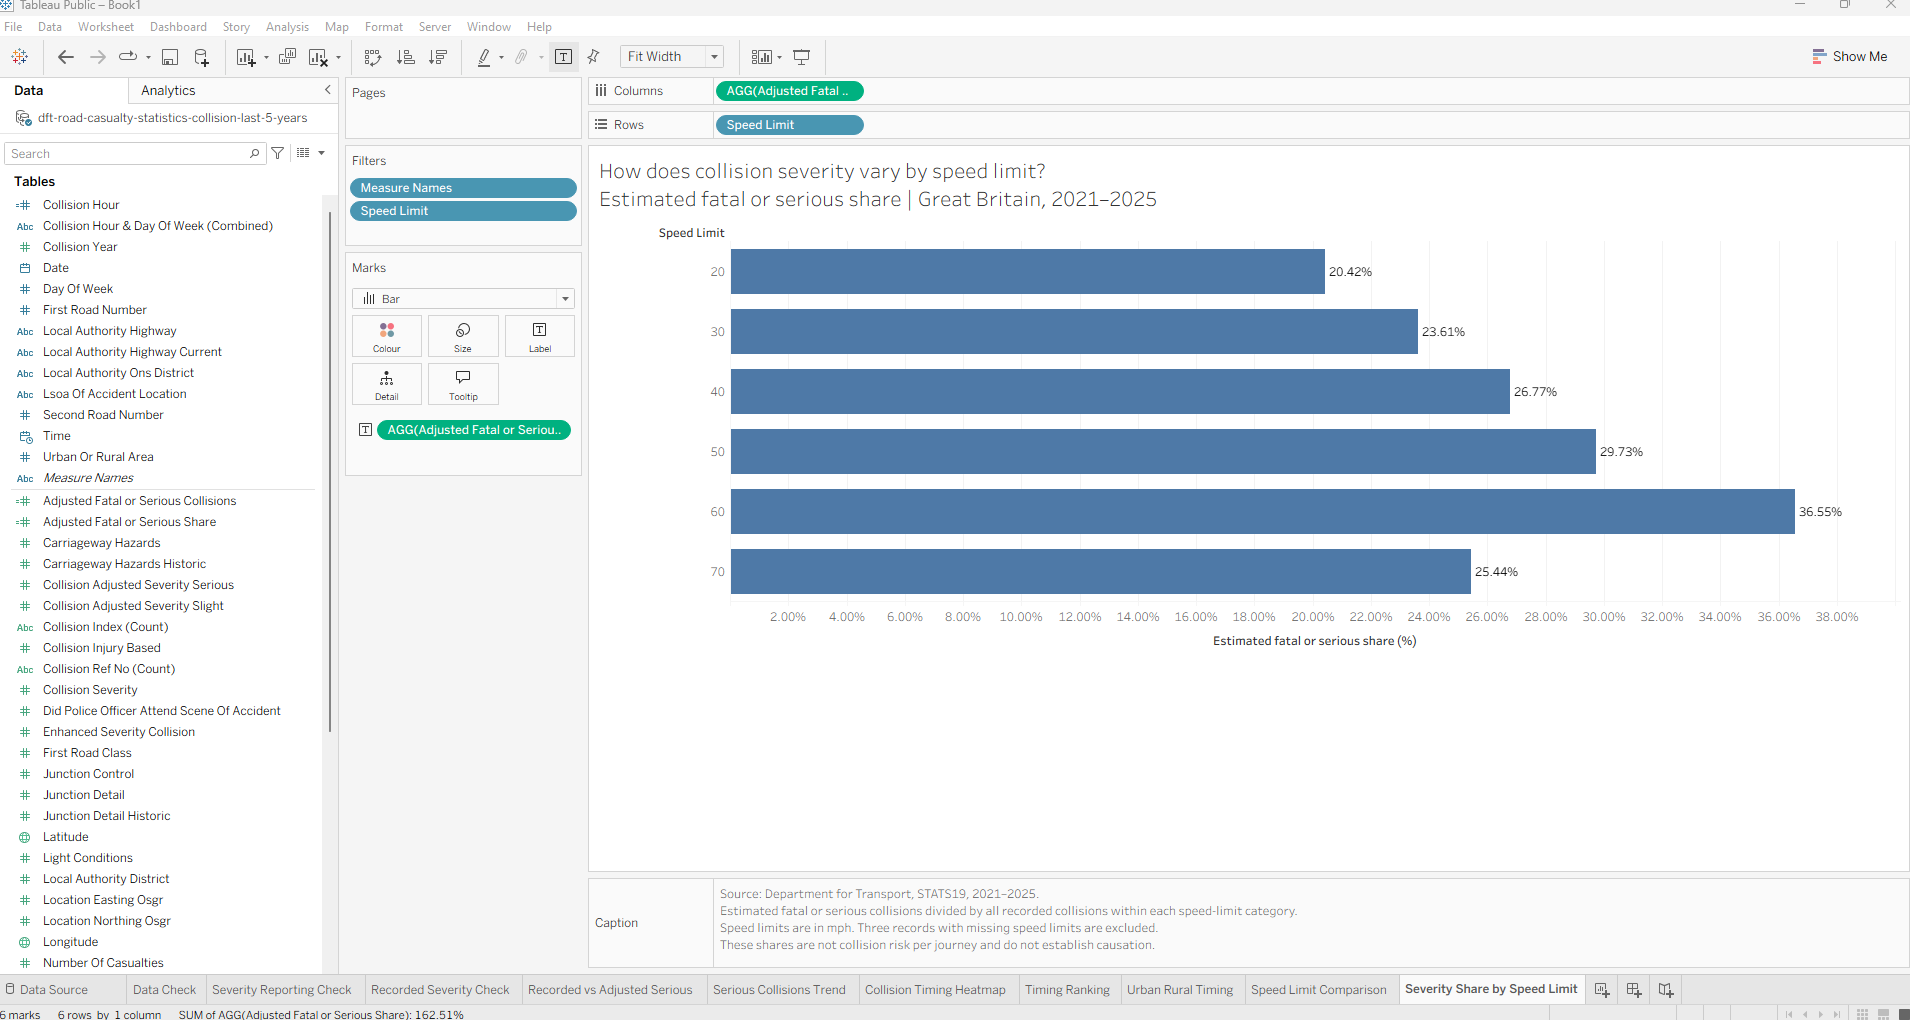 Tableau Public – Book1
File Data Worksheet Dashboard Story Analysis Map Format Server Window Help
Fit Width
Show Me
Data
Analytics
dft-road-casualty-statistics-collision-last-5-years
Search
Tables
Collision Hour
Abc Collision Hour & Day Of Week (Combined)
Collision Year
Date
Day Of Week
First Road Number
Abc Local Authority Highway
Abc Local Authority Highway Current
Abc Local Authority Ons District
Abc Lsoa Of Accident Location
Second Road Number
Time
Urban Or Rural Area
Abc Measure Names
Adjusted Fatal or Serious Collisions
Adjusted Fatal or Serious Share
Carriageway Hazards
Carriageway Hazards Historic
Collision Adjusted Severity Serious
Collision Adjusted Severity Slight
Abc Collision Index (Count)
Collision Injury Based
Abc Collision Ref No (Count)
Collision Severity
Did Police Officer Attend Scene Of Accident
Enhanced Severity Collision
First Road Class
Junction Control
Junction Detail
Junction Detail Historic
Latitude
Light Conditions
Local Authority District
Location Easting Osgr
Location Northing Osgr
Longitude
Number Of Casualties
Pages
Filters
Measure Names
Speed Limit
Marks
Bar
Colour
Size
Label
Detail
Tooltip
AGG(Adjusted Fatal or Seriou..
Columns
AGG(Adjusted Fatal ..
Rows
Speed Limit
How does collision severity vary by speed limit?
Estimated fatal or serious share | Great Britain, 2021–2025
Speed Limit
20 20.42%
30 23.61%
40 26.77%
50 29.73%
60 36.55%
70 25.44%
2.00% 4.00% 6.00% 8.00% 10.00% 12.00% 14.00% 16.00% 18.00% 20.00% 22.00% 24.00% 26.00% 28.00% 30.00% 32.00% 34.00% 36.00% 38.00%
Estimated fatal or serious share (%)
Caption
Source: Department for Transport, STATS19, 2021–2025.
Estimated fatal or serious collisions divided by all recorded collisions within each speed-limit category.
Speed limits are in mph. Three records with missing speed limits are excluded.
These shares are not collision risk per journey and do not establish causation.
Data Source
Data Check
Severity Reporting Check
Recorded Severity Check
Recorded vs Adjusted Serious
Serious Collisions Trend
Collision Timing Heatmap
Timing Ranking
Urban Rural Timing
Speed Limit Comparison
Severity Share by Speed Limit
6 marks 6 rows by 1 column SUM of AGG(Adjusted Fatal or Serious Share): 162.51%